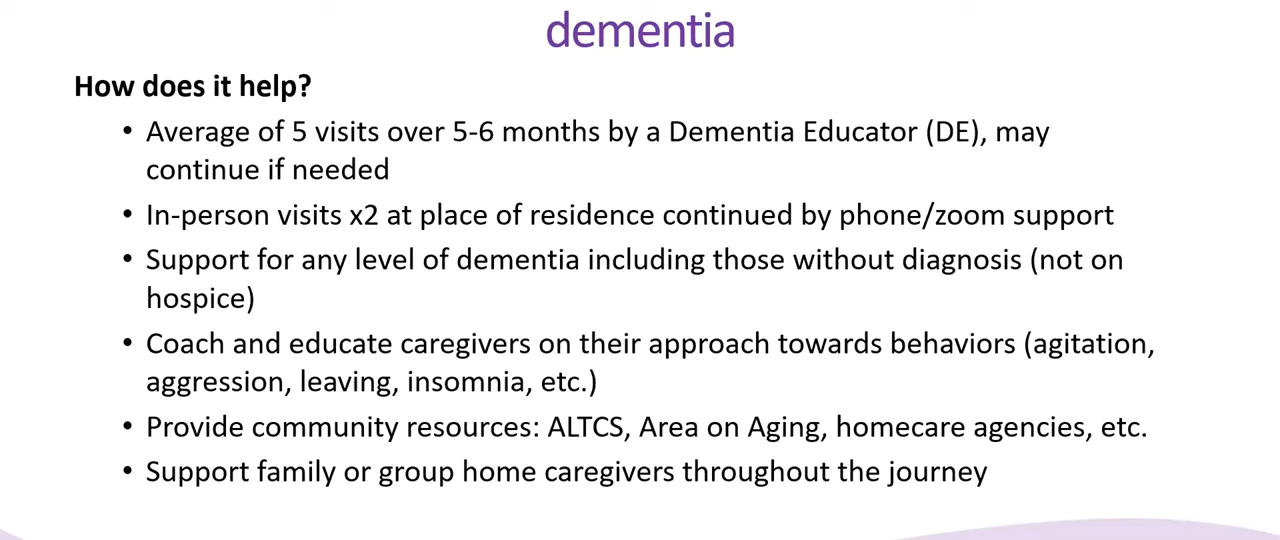 dementia
How does it help?
• Average of 5 visits over 5-6 months by a Dementia Educator (DE), may
continue if needed
• In-person visits x2 at place of residence continued by phone/zoom support
• Support for any level of dementia including those without diagnosis (not on
hospice)
• Coach and educate caregivers on their approach towards behaviors (agitation,
aggression, leaving, insomnia, etc.)
• Provide community resources: ALTCS, Area on Aging, homecare agencies, etc.
• Support family or group home caregivers throughout the journey